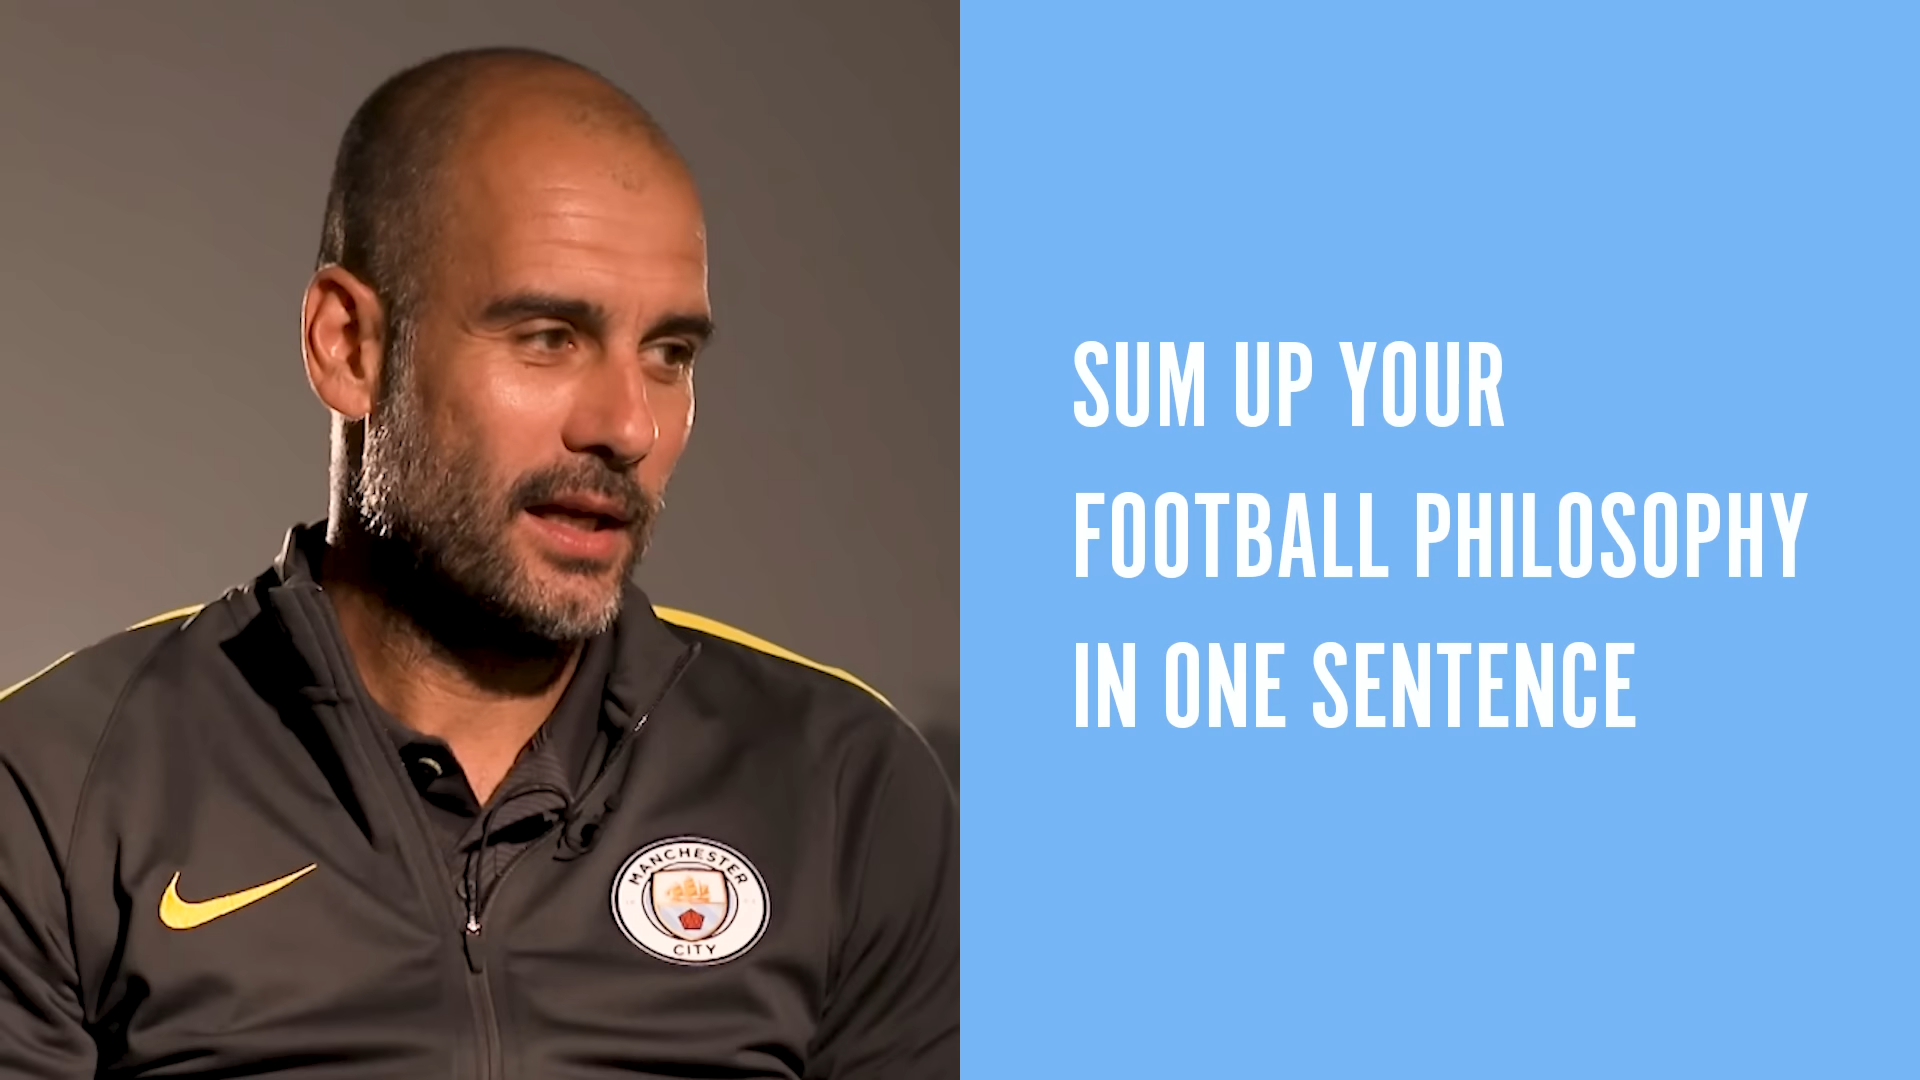 SUM UP YOUR
FOOTBALL PHILOSOPHY
IN ONE SENTENCE
MANCHESTER
CITY